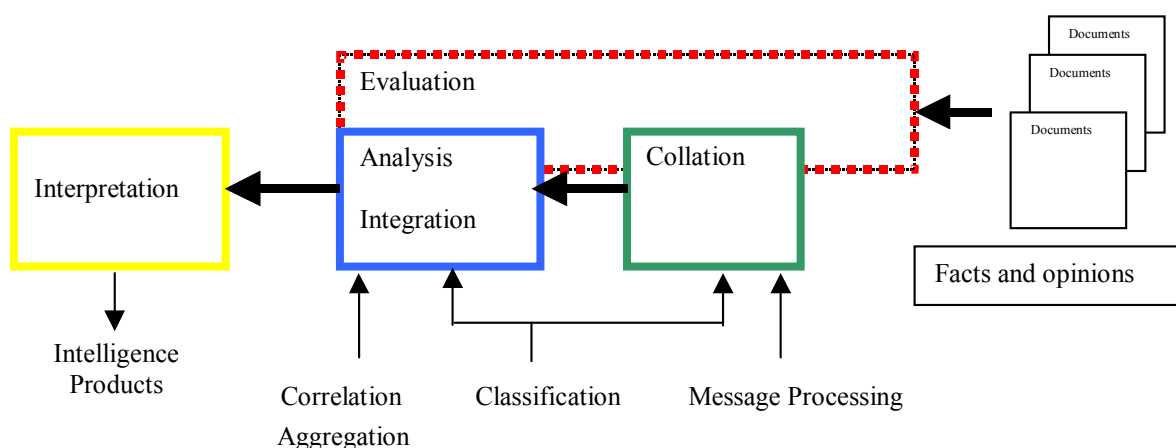 Documents
Documents
Documents
Evaluation
Analysis
Integration
Collation
Interpretation
Facts and opinions
Intelligence
Products
Correlation
Aggregation
Classification
Message Processing